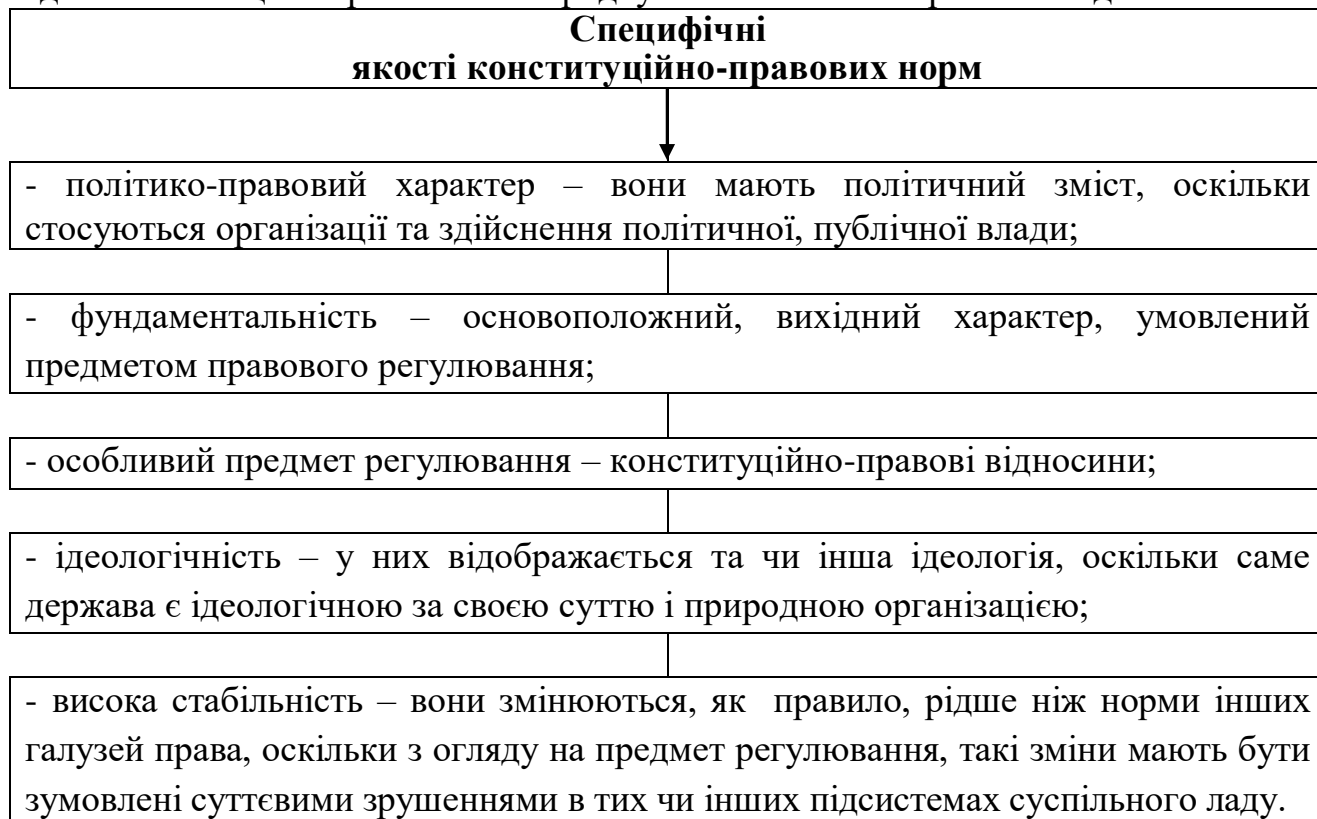 Специфічні
якості конституційно-правових норм
- політико-правовий характер – вони мають політичний зміст, оскільки
стосуються організації та здійснення політичної, публічної влади;
- фундаментальність – основоположний, вихідний характер, умовлений
предметом правового регулювання;
- особливий предмет регулювання – конституційно-правові відносини;
- ідеологічність – у них відображається та чи інша ідеологія, оскільки саме
держава є ідеологічною за своєю суттю і природною організацією;
- висока стабільність – вони змінюються, як правило, рідше ніж норми інших
галузей права, оскільки з огляду на предмет регулювання, такі зміни мають бути
зумовлені суттєвими зрушеннями в тих чи інших підсистемах суспільного ладу.